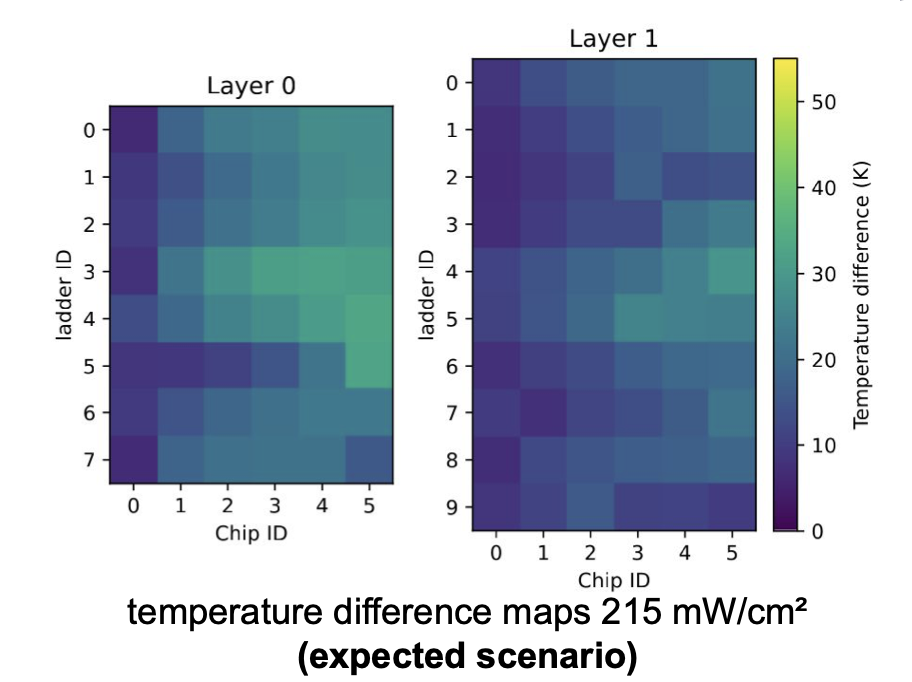 Layer 0
Layer 1
ladder ID
0
1
2
3
4
5
6
7
0 1 2 3 4 5
Chip ID
ladder ID
0
1
2
3
4
5
6
7
8
9
0 1 2 3 4 5
Chip ID
50
40
30
20
10
0
Temperature difference (K)
temperature difference maps 215 mW/cm²
(expected scenario)